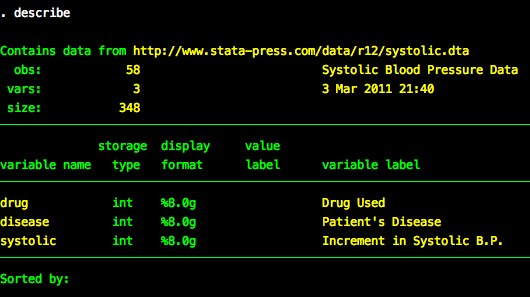 . describe
Contains data from http://www.stata-press.com/data/r12/systolic.dta
obs: 58 Systolic Blood Pressure Data
vars: 3 3 Mar 2011 21:40
size: 348
storage display value
variable name type format label variable label
drug int %8.0g Drug Used
disease int %8.0g Patient's Disease
systolic int %8.0g Increment in Systolic B.P.
Sorted by: